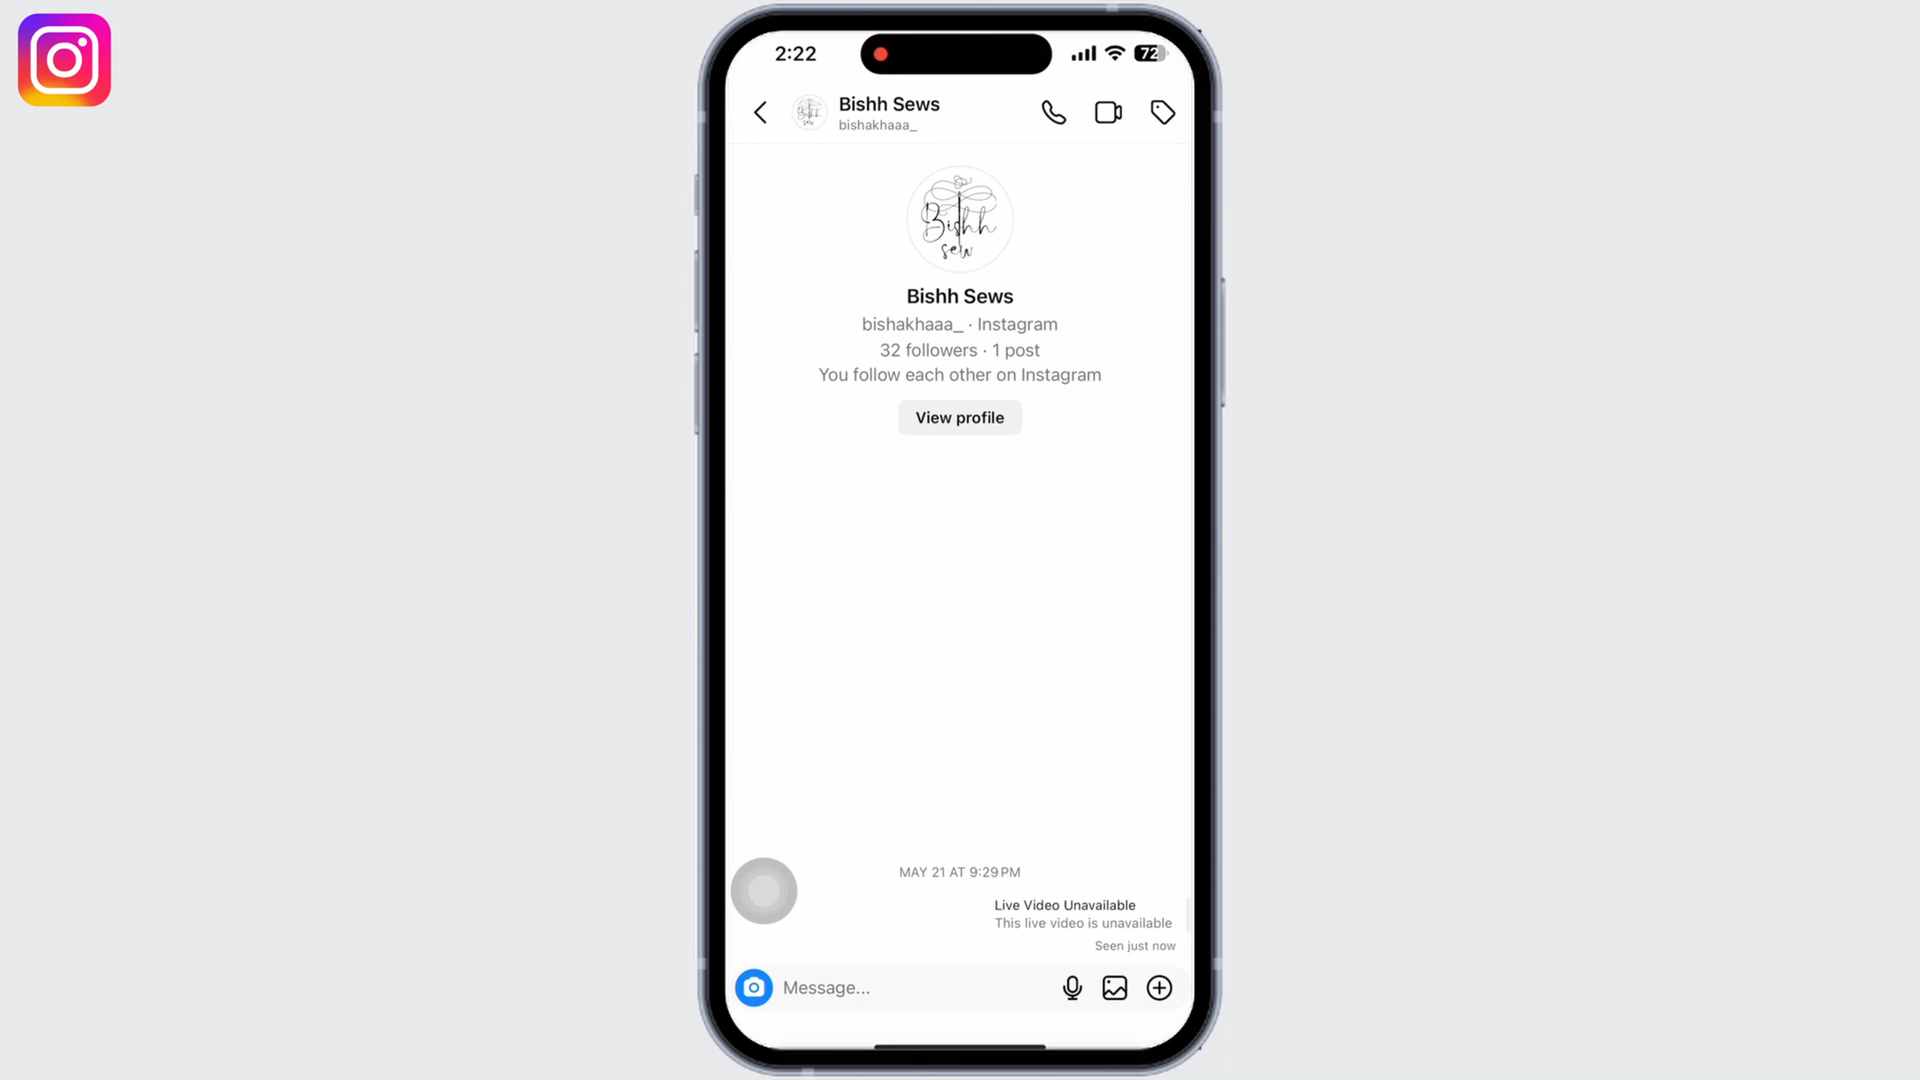 2:22
72
Bishh Sews
bishakhaaa_
Bishh
sew
Bishh Sews
bishakhaaa_ · Instagram
32 followers · 1 post
You follow each other on Instagram
View profile
MAY 21 AT 9:29 PM
Live Video Unavailable
This live video is unavailable
Seen just now
Message...